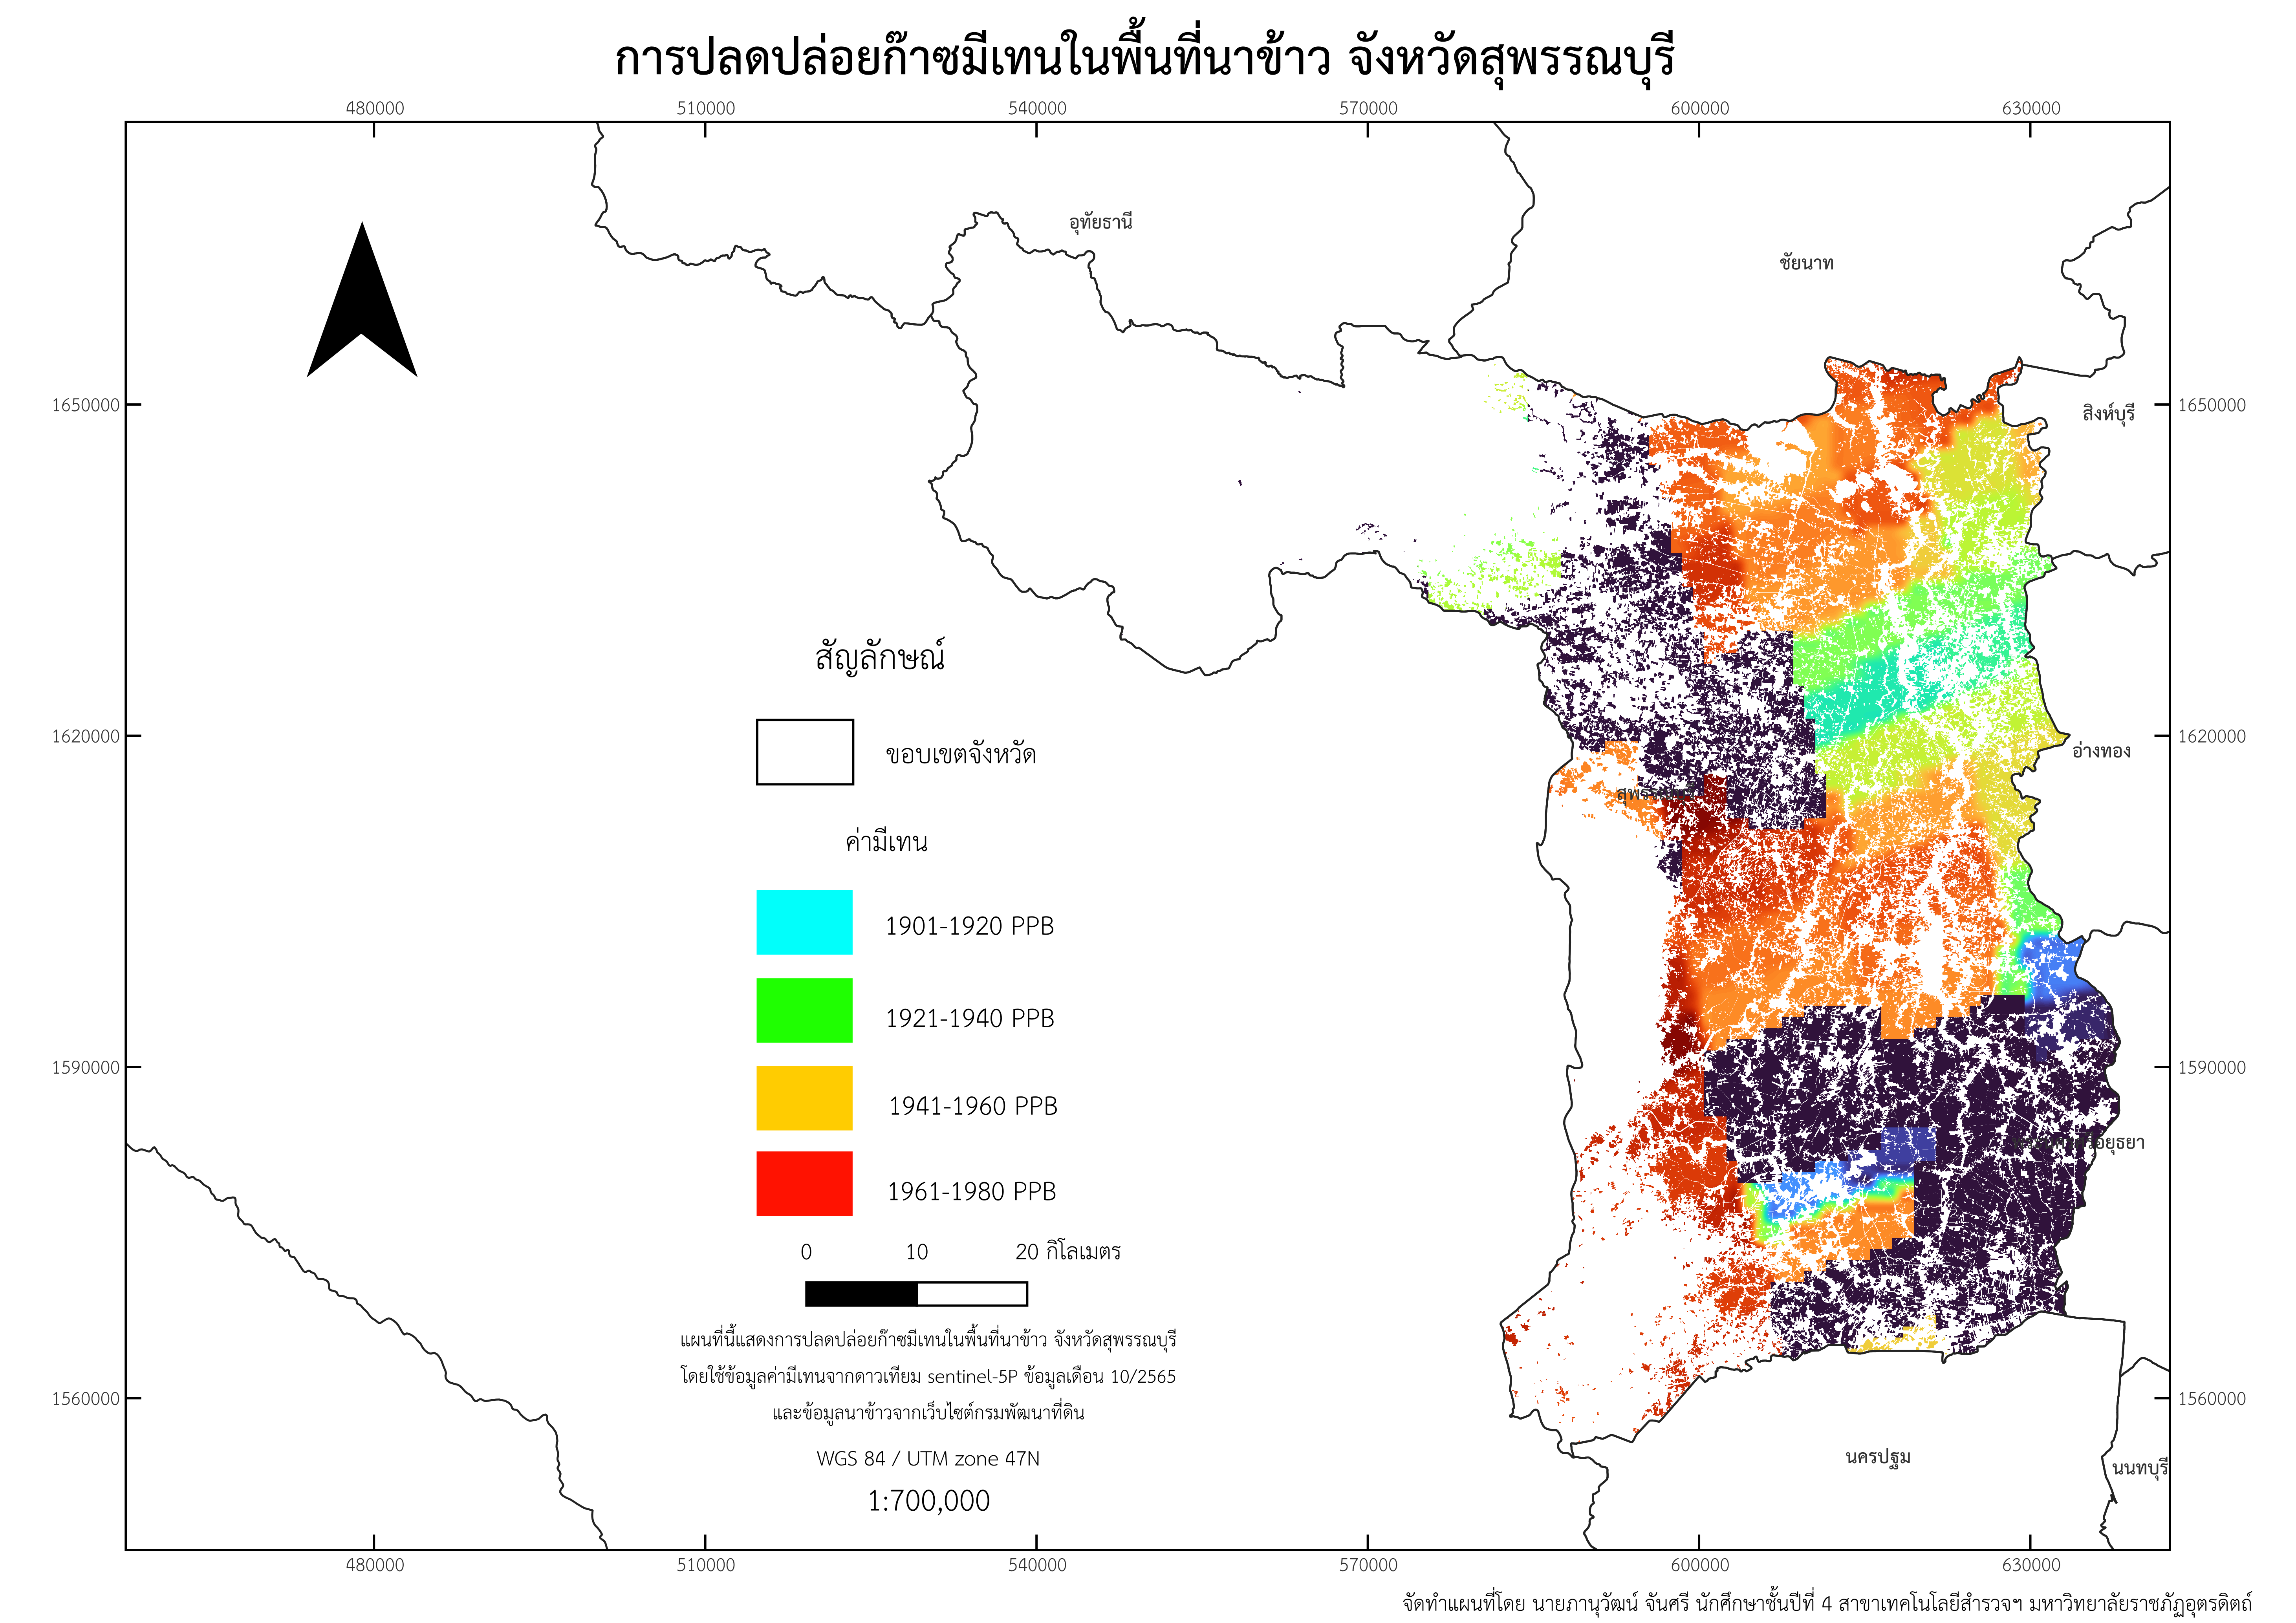 การปลดปล่อยก๊าซมีเทนในพื้นที่นาข้าว จังหวัดสุพรรณบุรี
480000 510000 540000 570000 600000 630000
อุทัยธานี
ชัยนาท
1650000 1650000
สิงห์บุรี
สัญลักษณ์
1620000 1620000
ขอบเขตจังหวัด
อ่างทอง
ค่ามีเทน
1901-1920 PPB
1921-1940 PPB
1590000 1590000
1941-1960 PPB
1961-1980 PPB
0 10 20 กิโลเมตร
แผนที่นี้แสดงการปลดปล่อยก๊าซมีเทนในพื้นที่นาข้าว จังหวัดสุพรรณบุรี
โดยใช้ข้อมูลค่ามีเทนจากดาวเทียม sentinel-5P ข้อมูลเดือน 10/2565
1560000 1560000
และข้อมูลนาข้าวจากเว็บไซต์กรมพัฒนาที่ดิน
WGS 84 / UTM zone 47N
นครปฐม
นนทบุรี
1:700,000
480000 510000 540000 570000 600000 630000
จัดทำแผนที่โดย นายภานุวัฒน์ จันศรี นักศึกษาชั้นปีที่ 4 สาขาเทคโนโลยีสำรวจฯ มหาวิทยาลัยราชภัฏอุตรดิตถ์